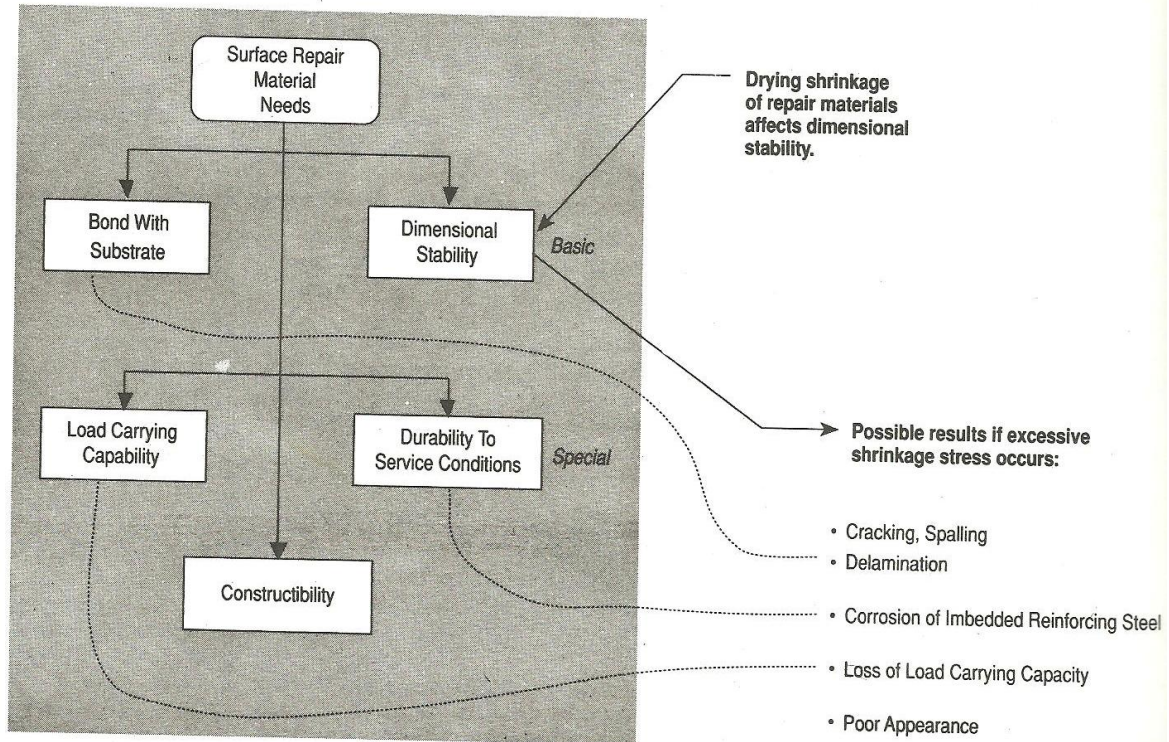 Surface Repair
Material
Needs
Drying shrinkage
of repair materials
affects dimensional
stability.
Bond With
Substrate
Dimensional
Stability
Basic
Load Carrying
Capability
Durability To
Service Conditions
Special
Possible results if excessive
shrinkage stress occurs:
• Cracking, Spalling
• Delamination
Constructibility
• Corrosion of Imbedded Reinforcing Steel
• Loss of Load Carrying Capacity
• Poor Appearance